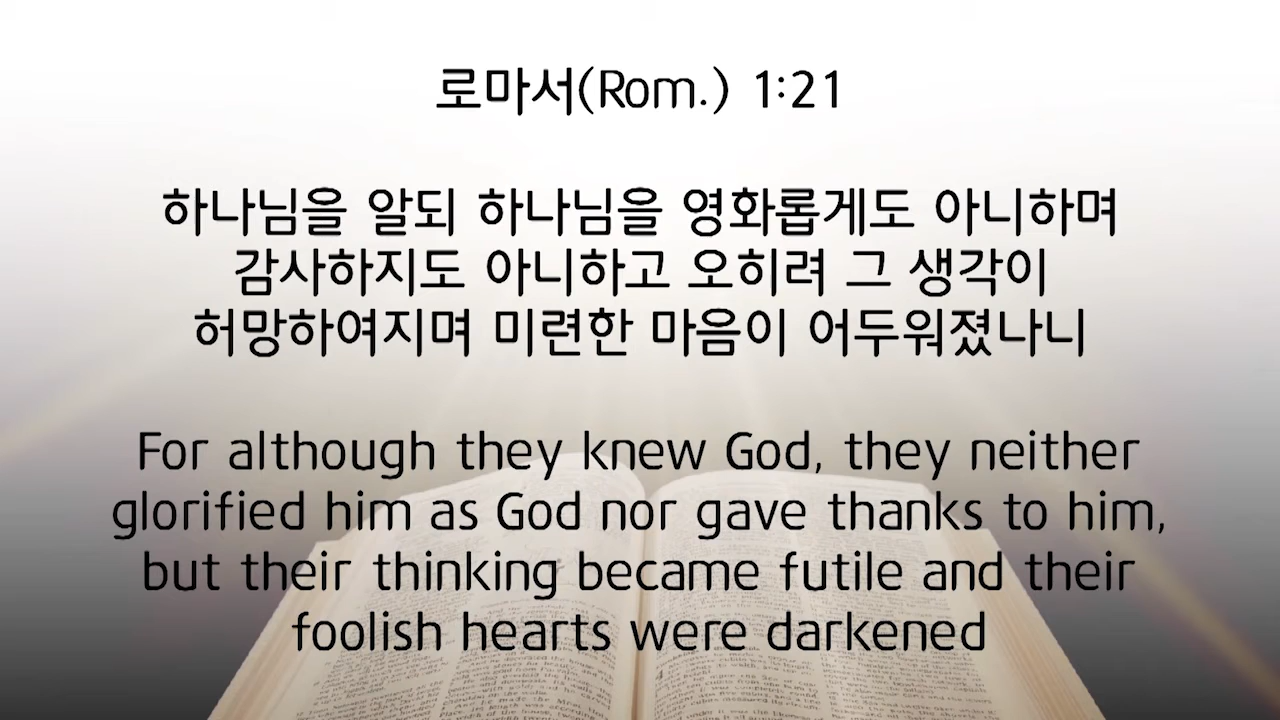 로마서(Rom.) 1:21
하나님을 알되 하나님을 영화롭게도 아니하며
감사하지도 아니하고 오히려 그 생각이
허망하여지며 미련한 마음이 어두워졌나니
For although they knew God, they neither
glorified him as God nor gave thanks to him,
but their thinking became futile and their
foolish hearts were darkened